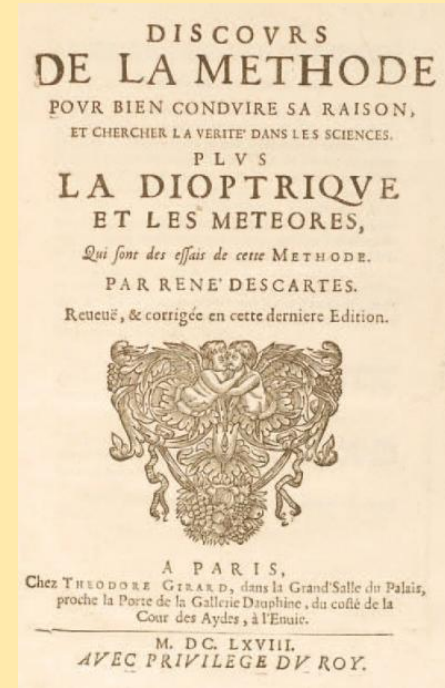 DISCOVRS
DE LA METHODE
POVR BIEN CONDVIRE SA RAISON,
ET CHERCHER LA VERITE' DANS LES SCIENCES.
PLVS
LA DIOPTRIQVE
ET LES METEORES,
Qui ſont des eſſais de cette METHODE.
PAR RENE' DESCARTES.
Reueuë, & corrigée en cette derniere Edition.
A PARIS,
Chez THEODORE GIRARD, dans la Grand'Salle du Palais,
proche la Porte de la Gallerie Dauphine, du coſté de la
Cour des Aydes, à l'Enuie.
M. DC. LXVIII.
AVEC PRIVILEGE DV ROY.